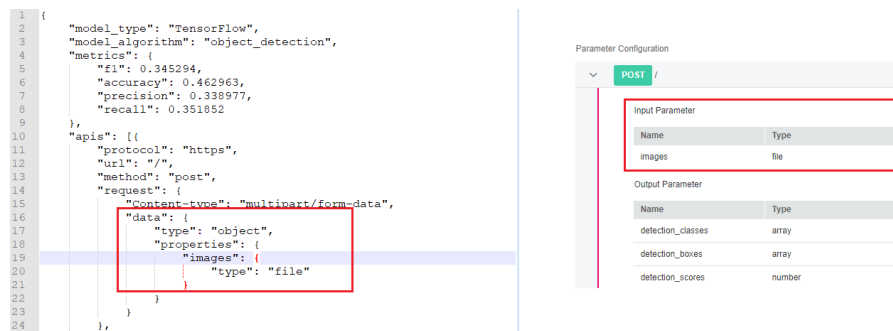 1 {
2 "model_type": "TensorFlow",
3 "model_algorithm": "object_detection",
4 "metrics": {
5 "f1": 0.345294,
6 "accuracy": 0.462963,
7 "precision": 0.338977,
8 "recall": 0.351852
9 },
10 "apis": [{
11 "protocol": "https",
12 "url": "/",
13 "method": "post",
14 "request": {
15 "Content-type": "multipart/form-data",
16 "data": {
17 "type": "object",
18 "properties": {
19 "images": {
20 "type": "file"
21 }
22 }
23 }
24 },
Parameter Configuration
POST /
Input Parameter
Name Type
images file
Output Parameter
Name Type
detection_classes array
detection_boxes array
detection_scores number